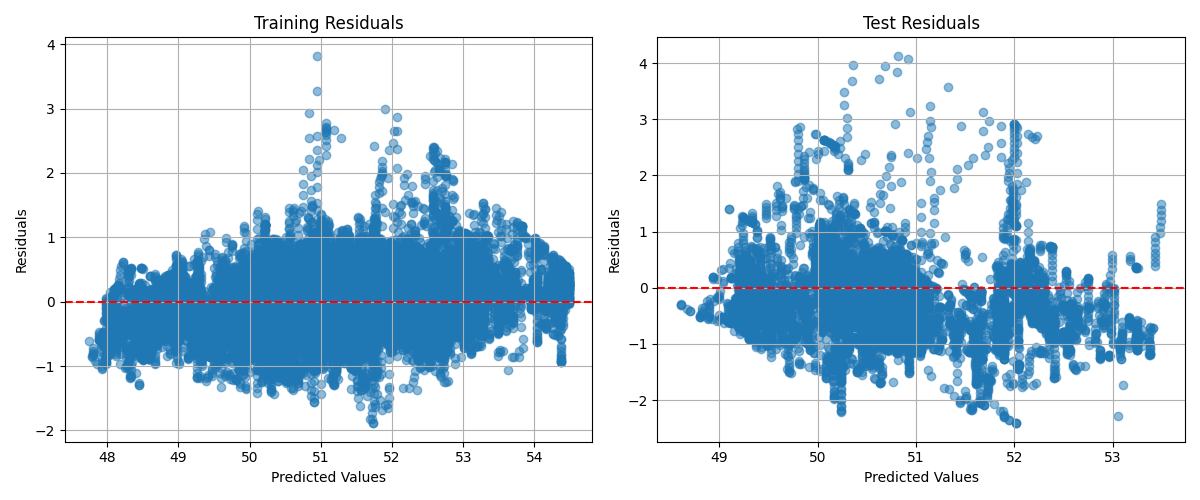 Training Residuals
Residuals
4
3
2
1
0
−1
−2
48 49 50 51 52 53 54
Predicted Values
Test Residuals
Residuals
4
3
2
1
0
−1
−2
49 50 51 52 53
Predicted Values